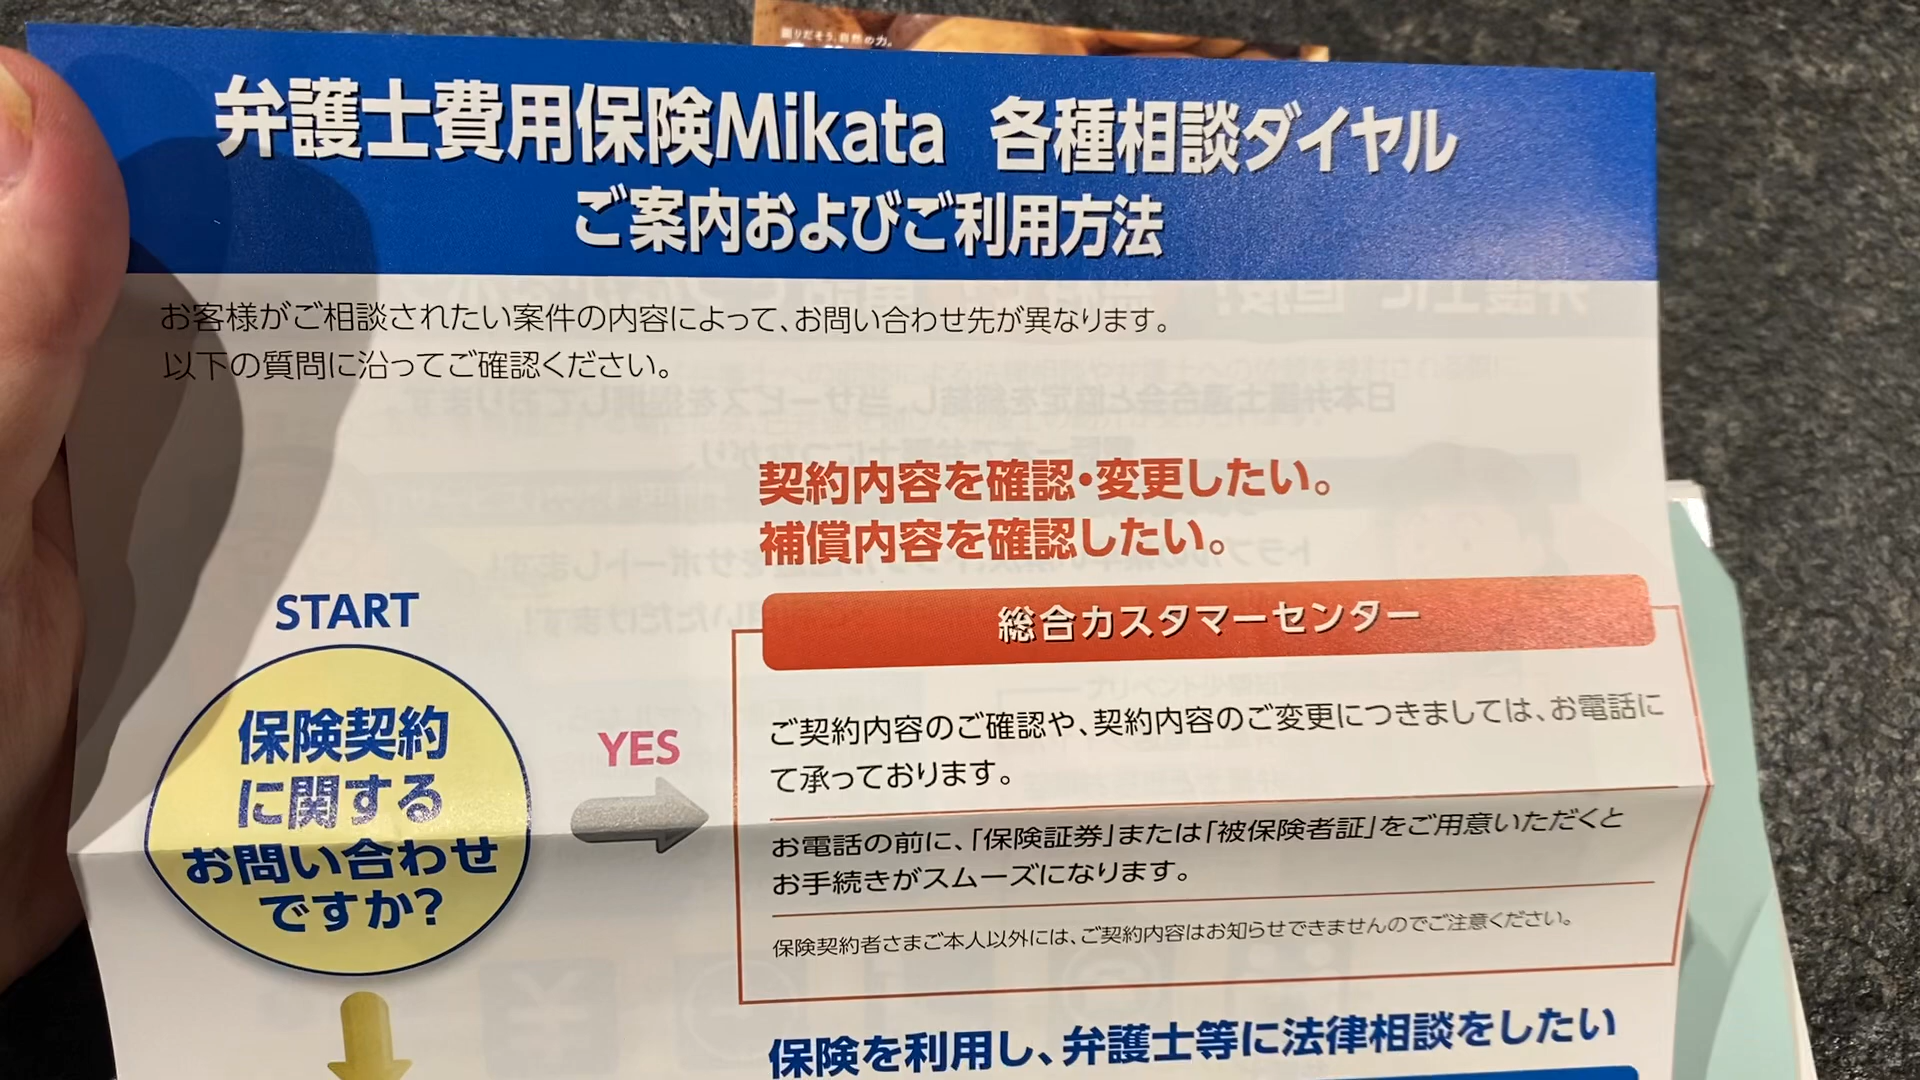 掘りだそう、自然の力。
弁護士費用保険Mikata 各種相談ダイヤル
ご案内およびご利用方法
お客様がご相談されたい案件の内容によって、お問い合わせ先が異なります。
以下の質問に沿ってご確認ください。
契約内容を確認・変更したい。
補償内容を確認したい。
START
総合カスタマーセンター
保険契約
に関する
お問い合わせ
ですか?
YES
ご契約内容のご確認や、契約内容のご変更につきましては、お電話に
て承っております。
お電話の前に、「保険証券」または「被保険者証」をご用意いただくと
お手続きがスムーズになります。
保険契約者さまご本人以外には、ご契約内容はお知らせできませんのでご注意ください。
保険を利用し、弁護士等に法律相談をしたい